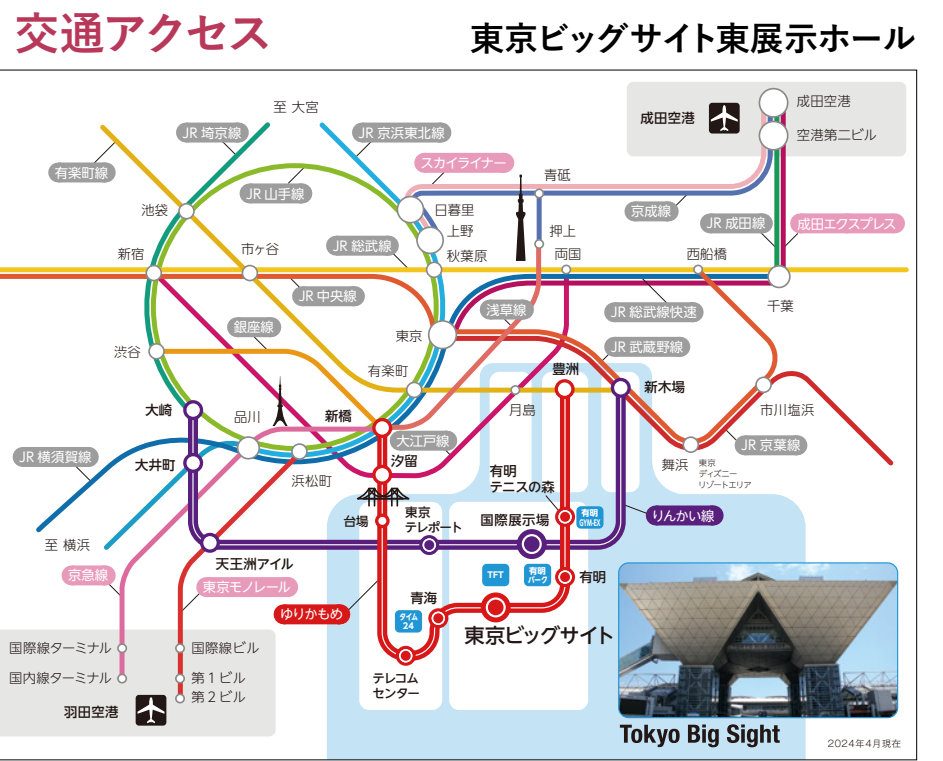 交通アクセス
東京ビッグサイト東展示ホール
至 大宮
JR 埼京線
JR 京浜東北線
有楽町線
スカイライナー
成田空港
成田空港
空港第二ビル
JR 山手線
池袋
日暮里
青砥
京成線
JR 成田線
成田エクスプレス
上野
押上
新宿
市ヶ谷
JR 総武線
秋葉原
両国
西船橋
JR 中央線
浅草線
JR 総武線快速
千葉
銀座線
東京
JR 武蔵野線
渋谷
有楽町
豊洲
新木場
月島
市川塩浜
大崎
品川
新橋
大江戸線
JR 京葉線
JR 横須賀線
大井町
浜松町
汐留
舞浜
東京
ディズニー
リゾートエリア
有明
テニスの森
台場
東京
テレポート
国際展示場
有明
GYM-EX
りんかい線
至 横浜
天王洲アイル
京急線
東京モノレール
TFT
有明
パーク
有明
ゆりかもめ
青海
タイム
24
東京ビッグサイト
国際線ターミナル
国際線ビル
国内線ターミナル
第1ビル
第2ビル
羽田空港
テレコム
センター
Tokyo Big Sight
2024年4月現在